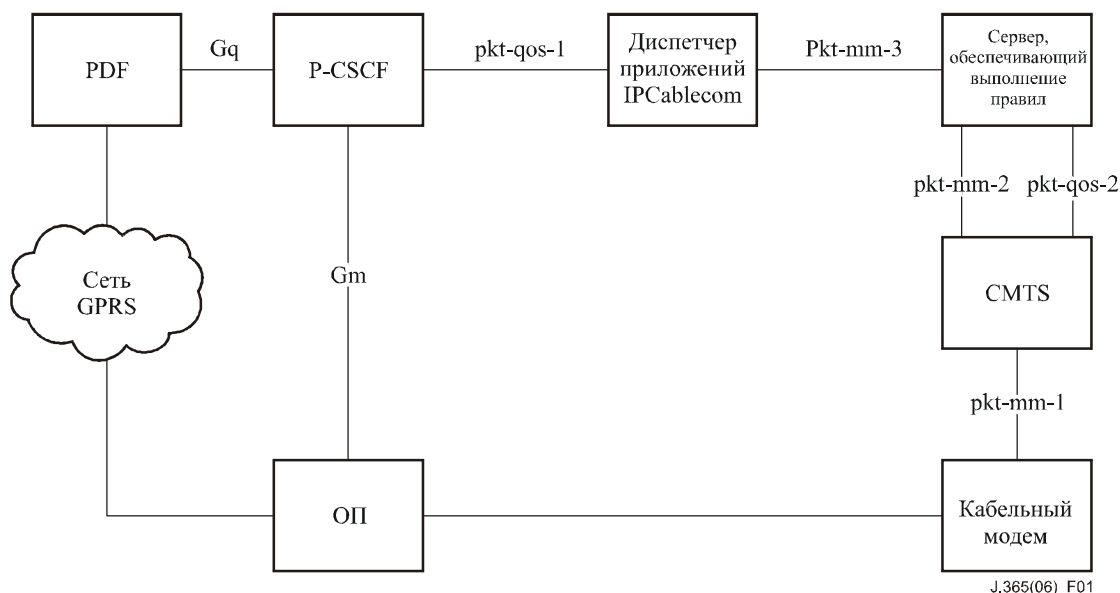 PDF
Gq
P-CSCF
pkt-qos-1
Диспетчер
приложений
IPCablecom
Pkt-mm-3
Сервер,
обеспечивающий
выполнение
правил
pkt-mm-2
pkt-qos-2
Сеть
GPRS
Gm
CMTS
pkt-mm-1
ОП
Кабельный
модем
J.365(06)_F01